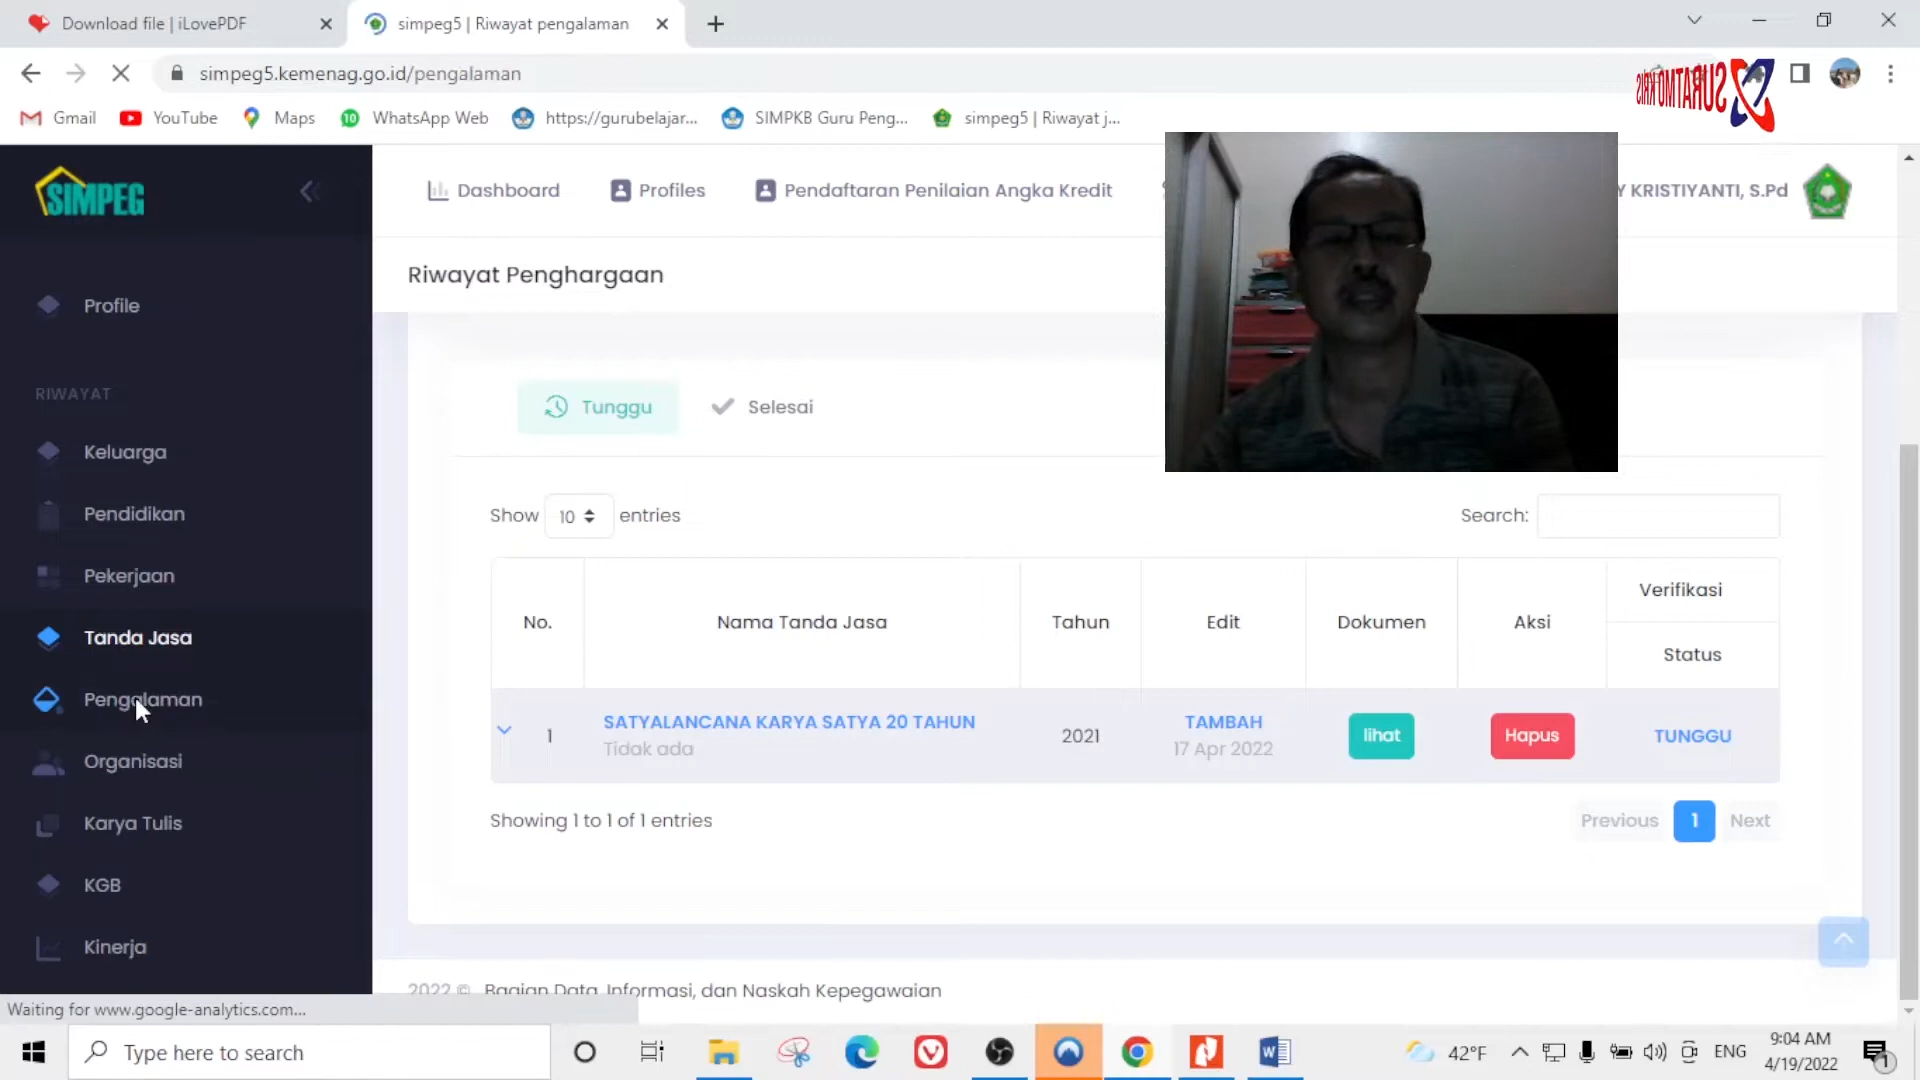 Download file | iLovePDF
simpeg5 | Riwayat pengalaman
simpeg5.kemenag.go.id/pengalaman
SURATMO KRIS
Gmail
YouTube
Maps
10
WhatsApp Web
https://gurubelajar...
SIMPKB Guru Peng...
simpeg5 | Riwayat j...
SIMPEG
Dashboard
Profiles
Pendaftaran Penilaian Angka Kredit
Y KRISTIYANTI, S.Pd
Riwayat Penghargaan
Profile
RIWAYAT
Keluarga
Pendidikan
Pekerjaan
Tanda Jasa
Pengalaman
Organisasi
Karya Tulis
KGB
Kinerja
Tunggu
Selesai
Show 10 entries
Search:
No. Nama Tanda Jasa Tahun Edit Dokumen Aksi Verifikasi
Status
1 SATYALANCANA KARYA SATYA 20 TAHUN 2021 TAMBAH lihat Hapus TUNGGU
Tidak ada 17 Apr 2022
Showing 1 to 1 of 1 entries
Previous 1 Next
2022 © Bagian Data, Informasi, dan Naskah Kepegawaian
Waiting for www.google-analytics.com...
Type here to search
42°F
ENG
9:04 AM
4/19/2022
1